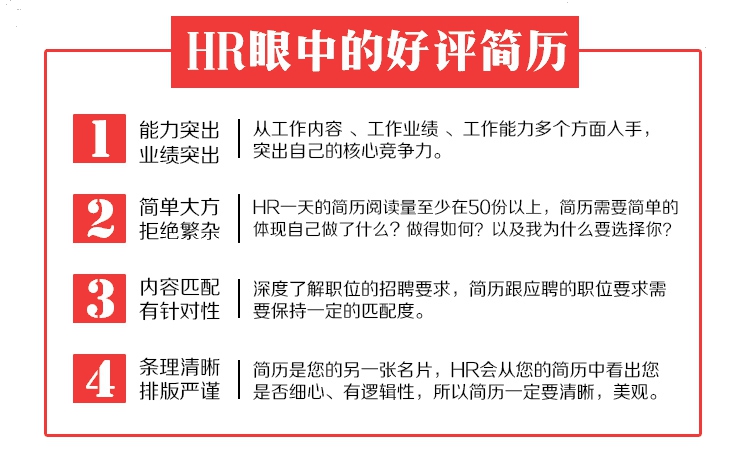 HR眼中的好评简历
1
能力突出
业绩突出
从工作内容 、工作业绩 、工作能力多个方面入手，
突出自己的核心竞争力。
2
简单大方
拒绝繁杂
HR一天的简历阅读量至少在50份以上，简历需要简单的
体现自己做了什么？做得如何？以及我为什么要选择你？
3
内容匹配
有针对性
深度了解职位的招聘要求，简历跟应聘的职位要求需
要保持一定的匹配度。
4
条理清晰
排版严谨
简历是您的另一张名片，HR会从您的简历中看出您
是否细心、有逻辑性，所以简历一定要清晰，美观。